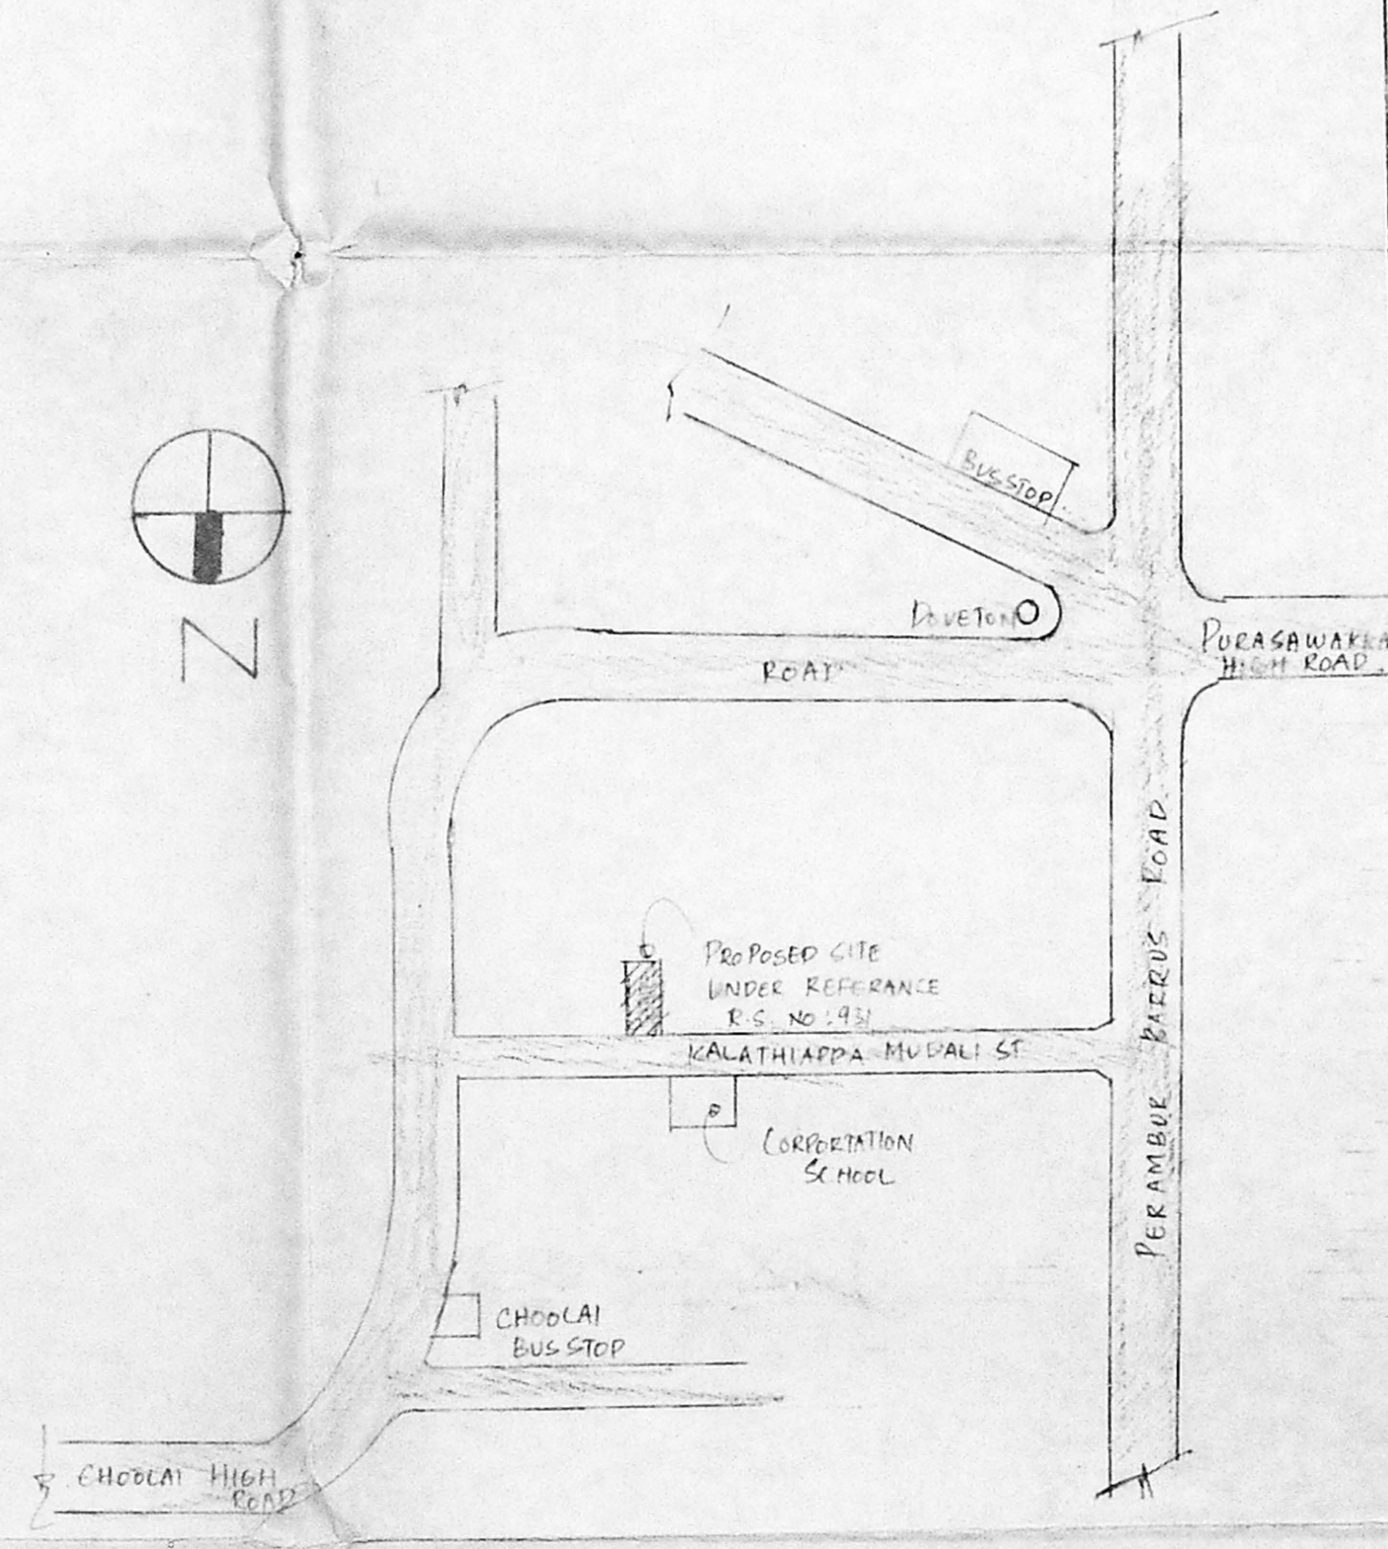 BUS STOP
DOVETON
PURASAWAKKA
HIGH ROAD.
ROAD
N
PERAMBUR BARRUS ROAD.
PROPOSED SITE
UNDER REFERANCE
R.S. NO : 931
KALATHIAPPA MUDALI ST
CORPORTATION
SCHOOL
CHOOLAI
BUS STOP
CHOOLAI HIGH
ROAD